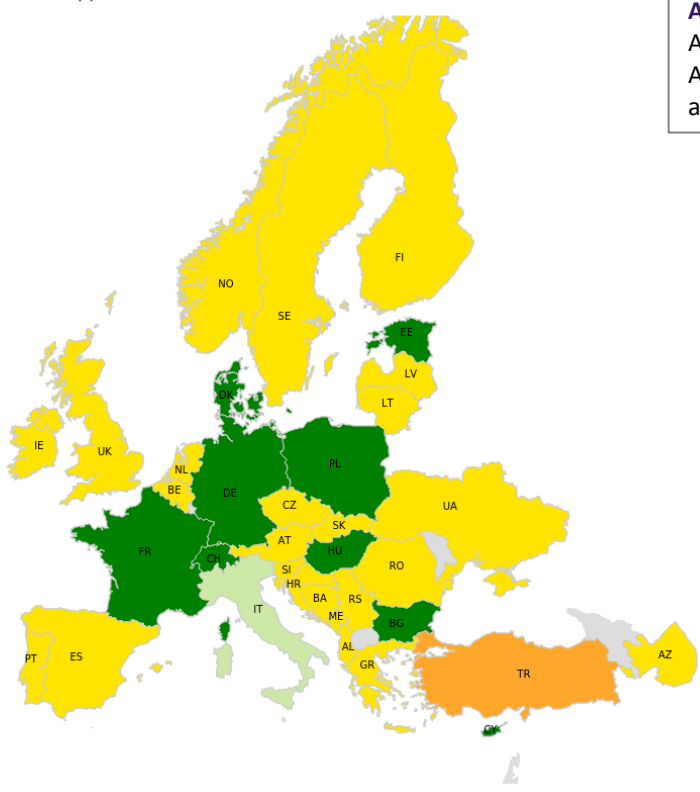 A
A
A
a
NO
SE
FI
EE
LV
LT
DK
IE
UK
NL
BE
DE
PL
CZ
SK
UA
FR
CH
AT
HU
RO
SI
HR
BA
RS
ME
IT
BG
PT
ES
AL
GR
TR
AZ
CY